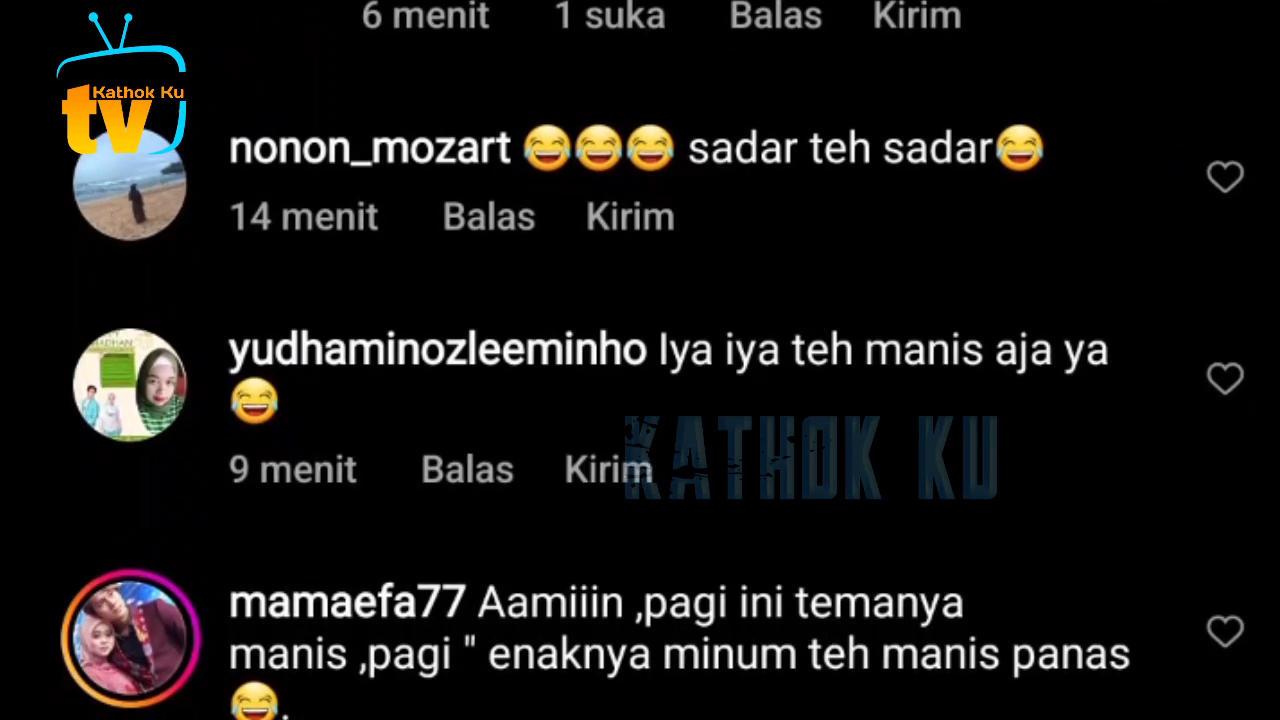 6 menit 1 suka Balas Kirim
Kathok Ku
tv
nonon_mozart 😂😂😂 sadar teh sadar😂
14 menit Balas Kirim
yudhaminozleeminho Iya iya teh manis aja ya
😂
9 menit Balas Kirim
KATHOK KU
mamaefa77 Aamiiin ,pagi ini temanya
manis ,pagi " enaknya minum teh manis panas
😂.